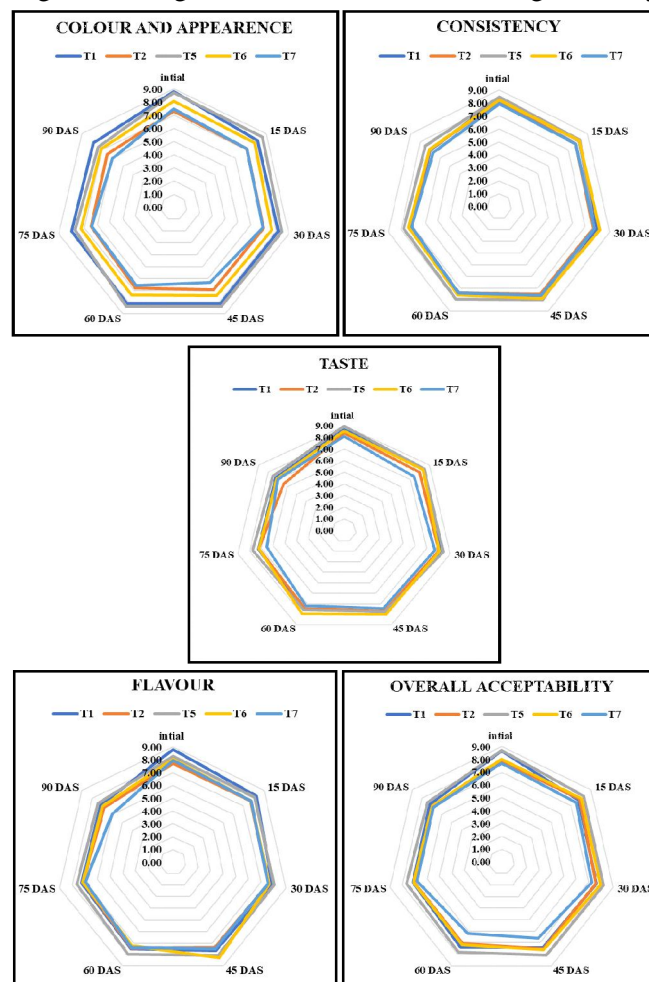 COLOUR AND APPEARENCE
T1 T2 T5 T6 T7
intial
9.00
8.00
7.00
6.00
5.00
4.00
3.00
2.00
1.00
0.00
15 DAS
30 DAS
45 DAS
60 DAS
75 DAS
90 DAS
CONSISTENCY
T1 T2 T5 T6 T7
intial
9.00
8.00
7.00
6.00
5.00
4.00
3.00
2.00
1.00
0.00
15 DAS
30 DAS
45 DAS
60 DAS
75 DAS
90 DAS
TASTE
T1 T2 T5 T6 T7
intial
9.00
8.00
7.00
6.00
5.00
4.00
3.00
2.00
1.00
0.00
15 DAS
30 DAS
45 DAS
60 DAS
75 DAS
90 DAS
FLAVOUR
T1 T2 T5 T6 T7
intial
9.00
8.00
7.00
6.00
5.00
4.00
3.00
2.00
1.00
0.00
15 DAS
30 DAS
45 DAS
60 DAS
75 DAS
90 DAS
OVERALL ACCEPTABILITY
T1 T2 T5 T6 T7
intial
9.00
8.00
7.00
6.00
5.00
4.00
3.00
2.00
1.00
0.00
15 DAS
30 DAS
45 DAS
60 DAS
75 DAS
90 DAS